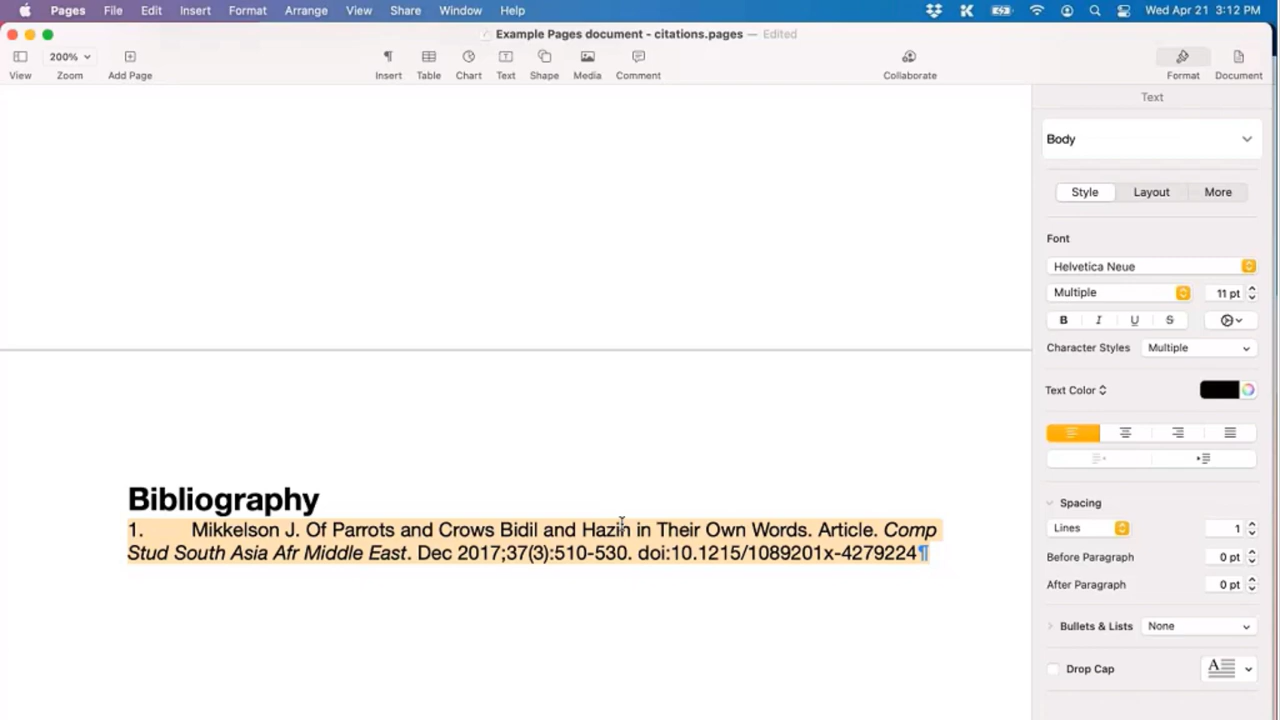 Pages File Edit Insert Format Arrange View Share Window Help Wed Apr 21 3:12 PM
Example Pages document - citations.pages — Edited
200%
View Zoom Add Page Insert Table Chart Text Shape Media Comment Collaborate Format Document
Text
Body
Style Layout More
Font
Helvetica Neue
Multiple 11 pt
B I U S
Character Styles Multiple
Text Color
Spacing
Lines 1
Before Paragraph 0 pt
After Paragraph 0 pt
Bullets & Lists None
Drop Cap
Bibliography
1. Mikkelson J. Of Parrots and Crows Bidil and Hazin in Their Own Words. Article. Comp
Stud South Asia Afr Middle East. Dec 2017;37(3):510-530. doi:10.1215/1089201x-4279224¶